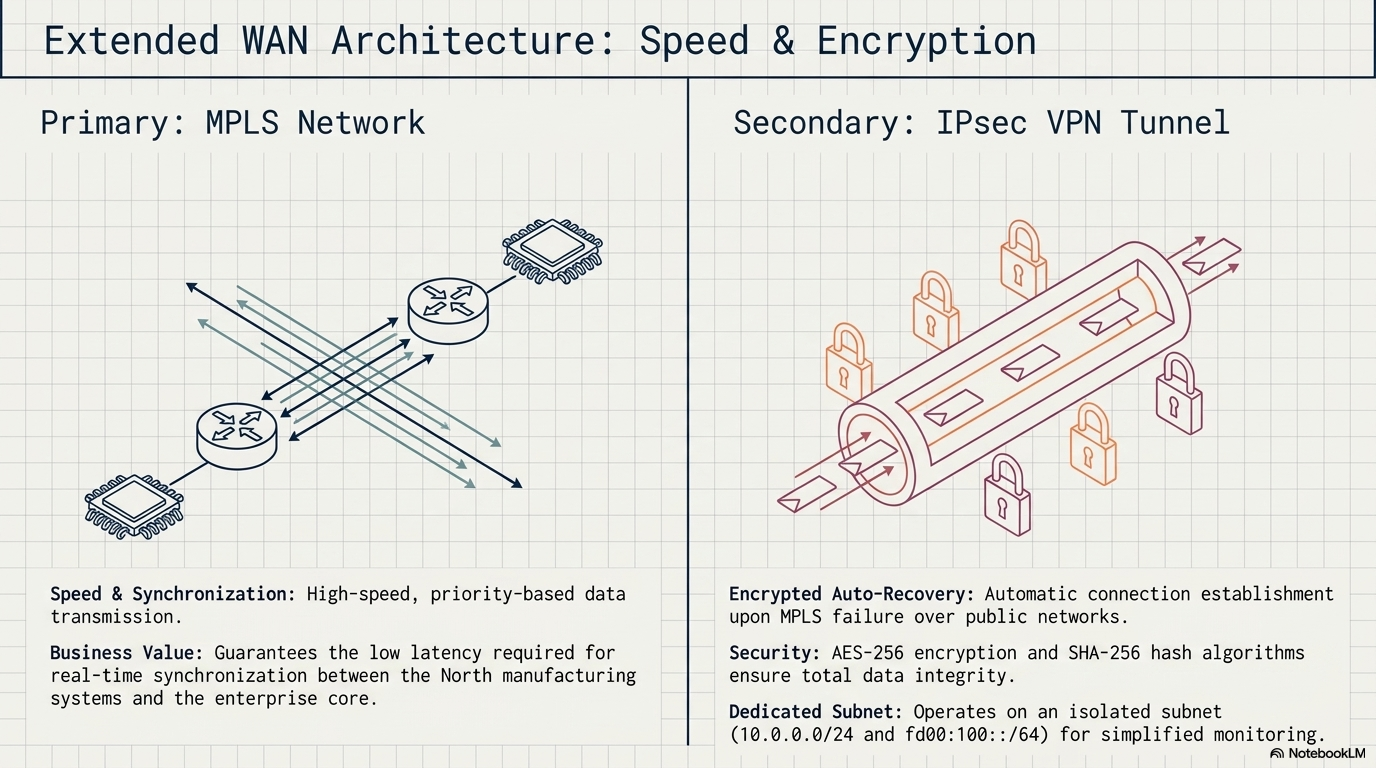 Extended WAN Architecture: Speed & Encryption
Primary: MPLS Network
Speed & Synchronization: High-speed, priority-based data
transmission.
Business Value: Guarantees the low latency required for
real-time synchronization between the North manufacturing
systems and the enterprise core.
Secondary: IPsec VPN Tunnel
Encrypted Auto-Recovery: Automatic connection establishment
upon MPLS failure over public networks.
Security: AES-256 encryption and SHA-256 hash algorithms
ensure total data integrity.
Dedicated Subnet: Operates on an isolated subnet
(10.0.0.0/24 and fd00:100::/64) for simplified monitoring.
NotebookLM